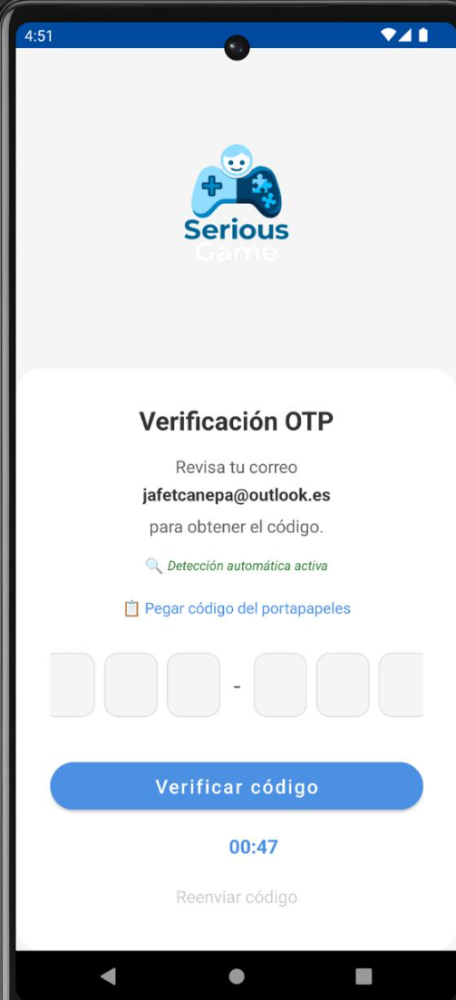 4:51
Serious
Game
Verificación OTP
Revisa tu correo
jafetcanepa@outlook.es
para obtener el código.
🔍 Detección automática activa
📋 Pegar código del portapapeles
-
Verificar código
00:47
Reenviar código